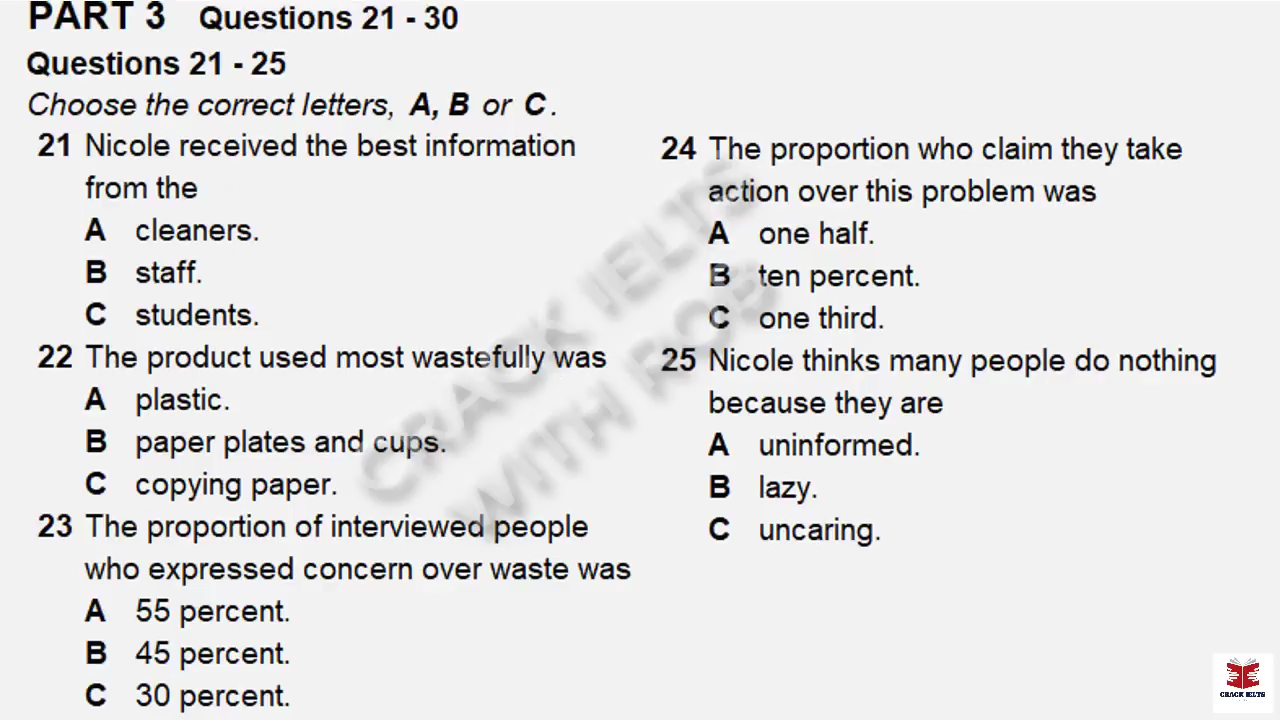 PART 3 Questions 21 - 30
Questions 21 - 25
Choose the correct letters, A, B or C.
21 Nicole received the best information
from the
A cleaners.
B staff.
C students.
22 The product used most wastefully was
A plastic.
B paper plates and cups.
C copying paper.
23 The proportion of interviewed people
who expressed concern over waste was
A 55 percent.
B 45 percent.
C 30 percent.
24 The proportion who claim they take
action over this problem was
A one half.
B ten percent.
C one third.
25 Nicole thinks many people do nothing
because they are
A uninformed.
B lazy.
C uncaring.
CRACK IELTS
WITH ROB
CRACK IELTS